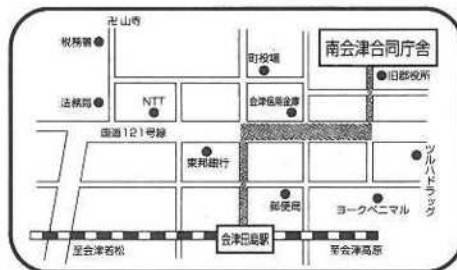 卍山寺
税務署
町役場
南会津合同庁舎
旧郡役所
法務局
NTT
会津信用金庫
国道121号線
東邦銀行
ツルハドラッグ
郵便局
ヨークベニマル
至会津若松
会津田島駅
至会津高原